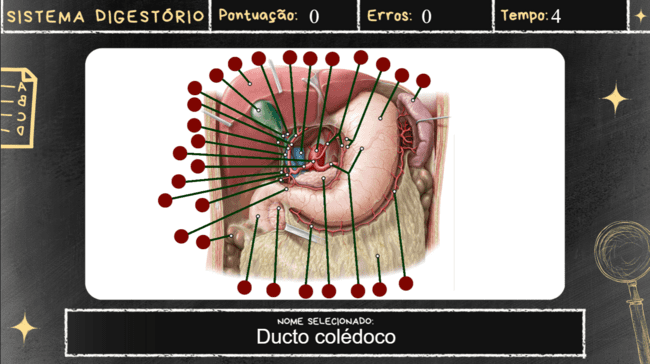 SISTEMA DIGESTÓRIO
Pontuação: 0
Erros: 0
Tempo: 4
A
B
C
D
NOME SELECIONADO:
Ducto colédoco